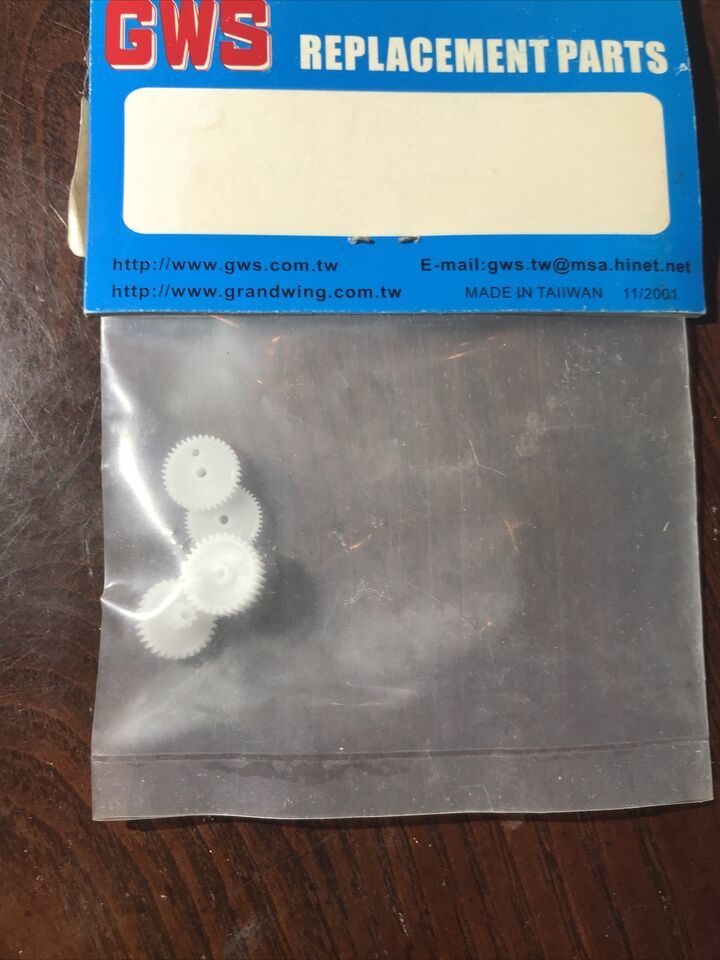 GWS REPLACEMENT PARTS
http://www.gws.com.tw E-mail:gws.tw@msa.hinet.net
http://www.grandwing.com.tw MADE IN TAIIWAN 11/2001